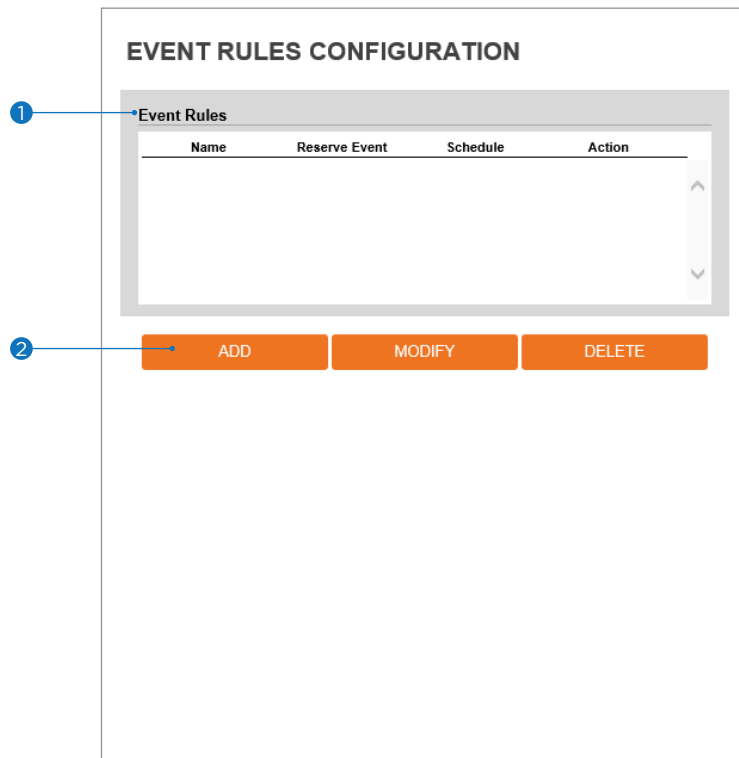 EVENT RULES CONFIGURATION
1
Event Rules
Name Reserve Event Schedule Action
2
ADD MODIFY DELETE